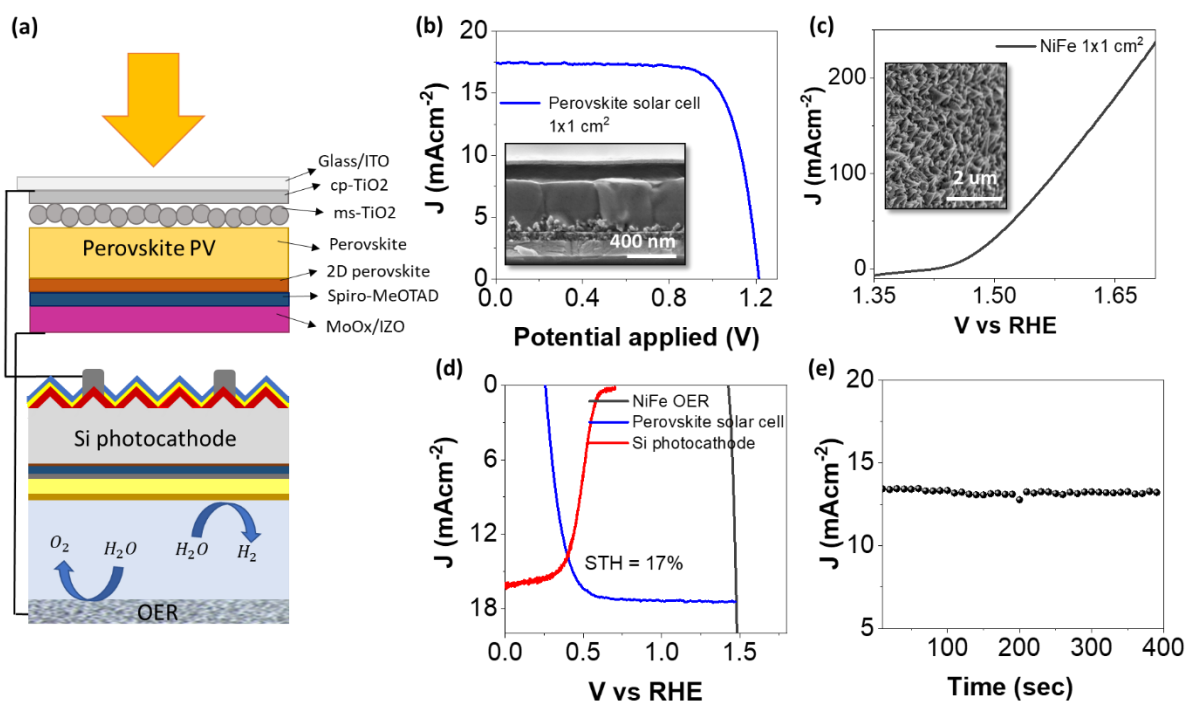 (a)
Glass/ITO
cp-TiO2
ms-TiO2
Perovskite PV
Perovskite
2D perovskite
Spiro-MeOTAD
MoOx/IZO
Si photocathode
O₂
H₂O
H₂O
H₂
OER
(b)
20
15
10
5
0
J (mAcm⁻²)
Perovskite solar cell
1x1 cm²
400 nm
0.0 0.3 0.6 0.9 1.2
Potential applied (V)
(c)
200
100
0
J (mAcm⁻²)
NiFe 1x1 cm²
2 um
1.35 1.50 1.65
V vs RHE
(d)
0
6
12
18
J (mAcm⁻²)
NiFe OER
Perovskite solar cell
Si photocathode
STH = 17%
0.0 0.5 1.0 1.5
V vs RHE
(e)
20
15
10
5
J (mAcm⁻²)
100 200 300 400
Time (sec)